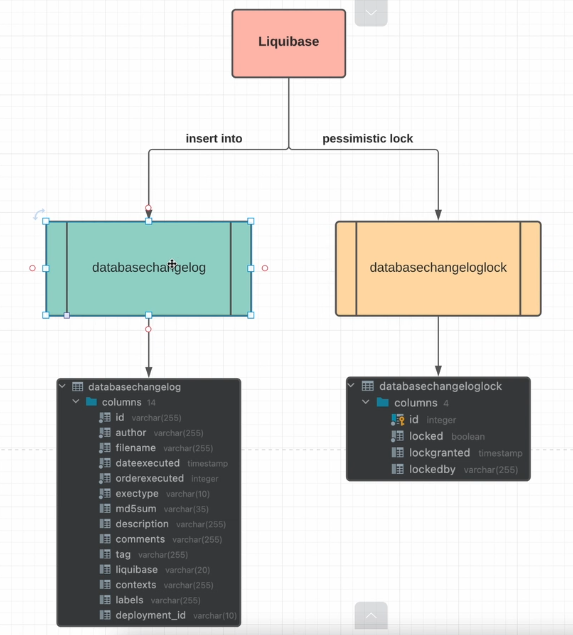 Liquibase
insert into
pessimistic lock
databasechangelog
databasechangeloglock
databasechangelog
columns 14
id varchar(255)
author varchar(255)
filename varchar(255)
dateexecuted timestamp
orderexecuted integer
exectype varchar(10)
md5sum varchar(35)
description varchar(255)
comments varchar(255)
tag varchar(255)
liquibase varchar(20)
contexts varchar(255)
labels varchar(255)
deployment_id varchar(10)
databasechangeloglock
columns 4
id integer
locked boolean
lockgranted timestamp
lockedby varchar(255)